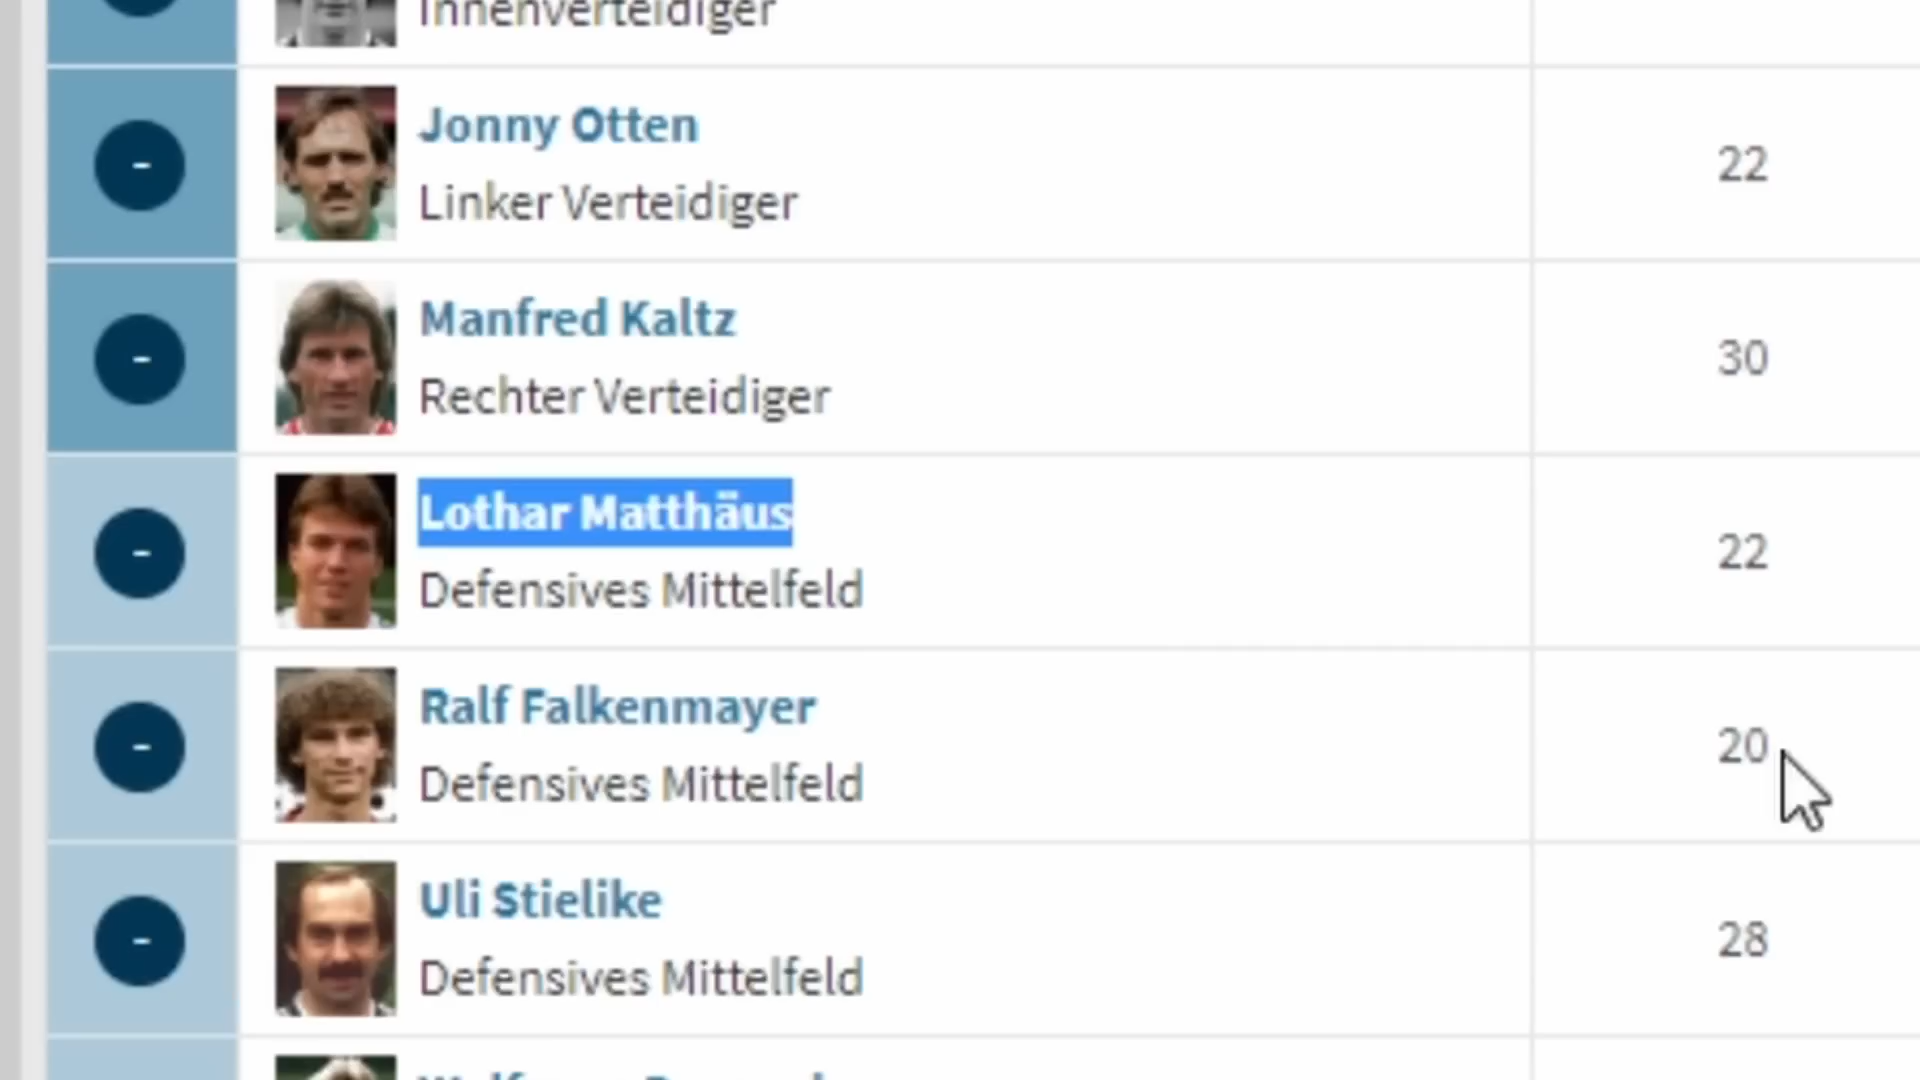 Innenverteidiger
-
Jonny Otten
Linker Verteidiger
22
-
Manfred Kaltz
Rechter Verteidiger
30
-
Lothar Matthäus
Defensives Mittelfeld
22
-
Ralf Falkenmayer
Defensives Mittelfeld
20
-
Uli Stielike
Defensives Mittelfeld
28